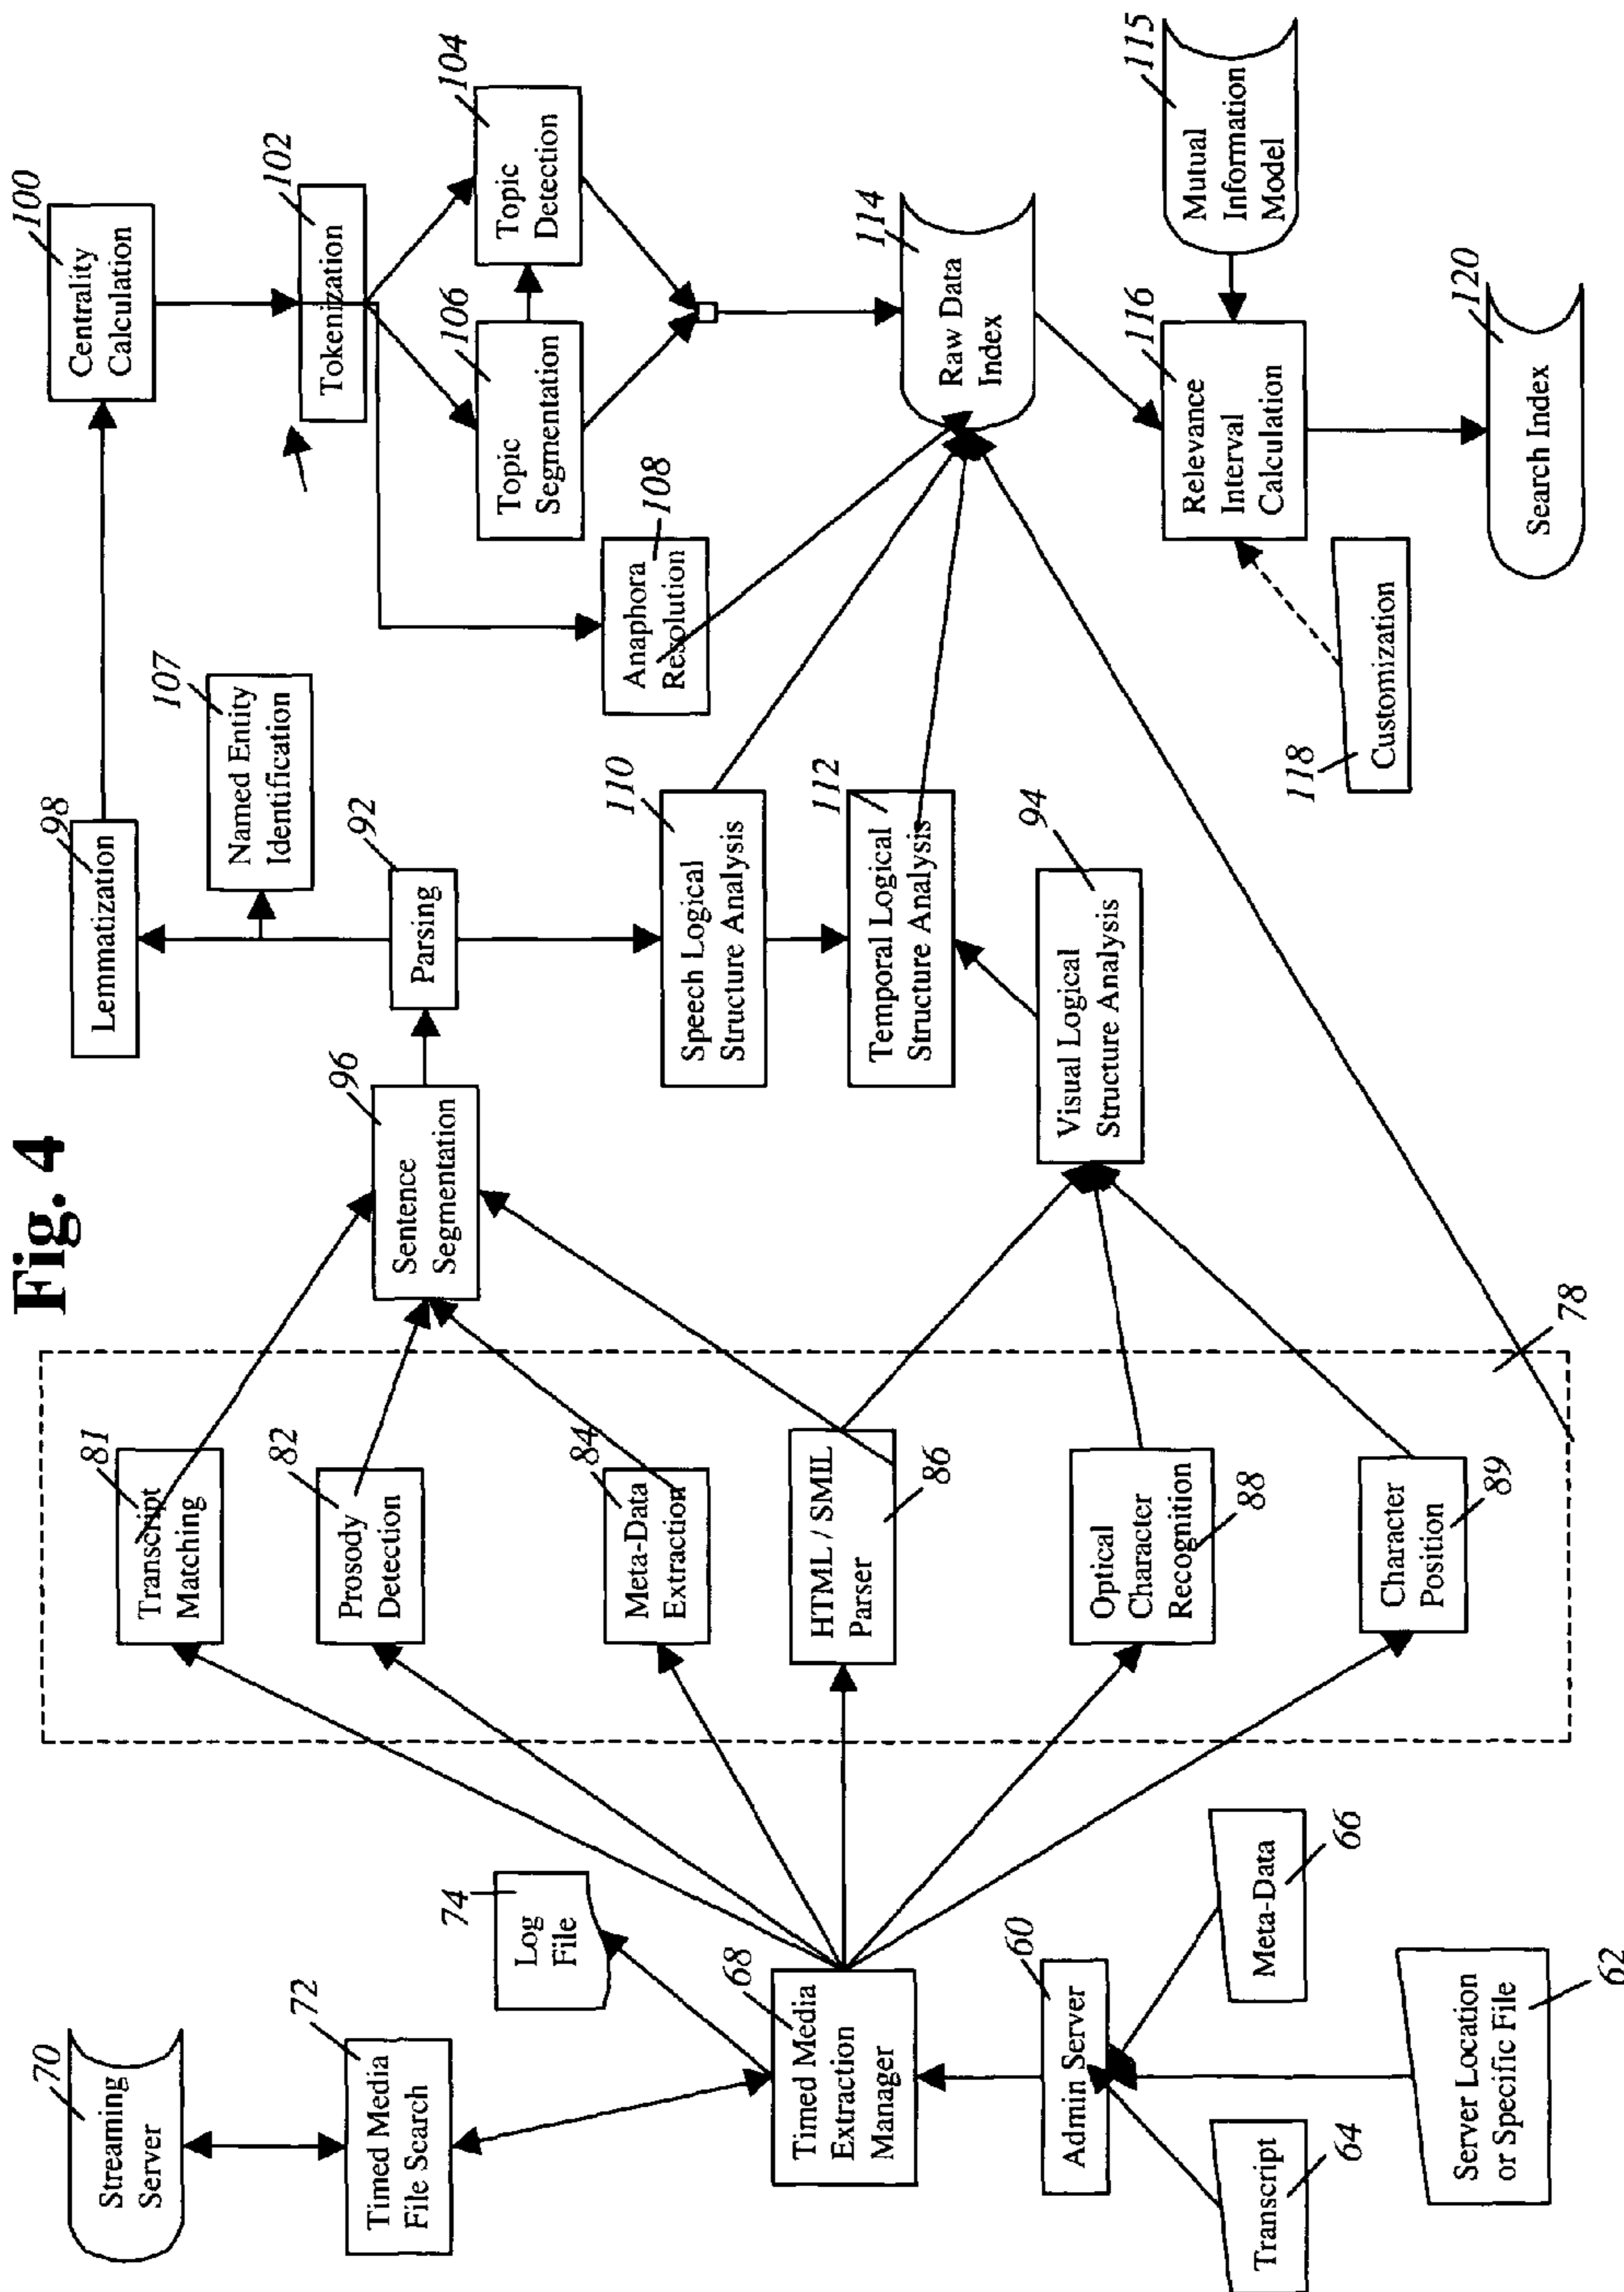 Fig. 4
70
Streaming
Server
72
Timed Media
File Search
74
Log
File
68
Timed Media
Extraction
Manager
60
Admin Server
Transcript
64
Meta-Data
66
Server Location
or Specific File
62
78
81
Transcript
Matching
82
Prosody
Detection
84
Meta-Data
Extraction
HTML / SMIL
Parser
86
Optical
Character
Recognition
88
Character
Position
89
96
Sentence
Segmentation
98
Lemmatization
107
Named Entity
Identification
92
Parsing
110
Speech Logical
Structure Analysis
112
Temporal Logical
Structure Analysis
94
Visual Logical
Structure Analysis
100
Centrality
Calculation
102
Tokenization
104
Topic
Detection
106
Topic
Segmentation
108
Anaphora
Resolution
114
Raw Data
Index
115
Mutual
Information
Model
116
Relevance
Interval
Calculation
118
Customization
120
Search Index